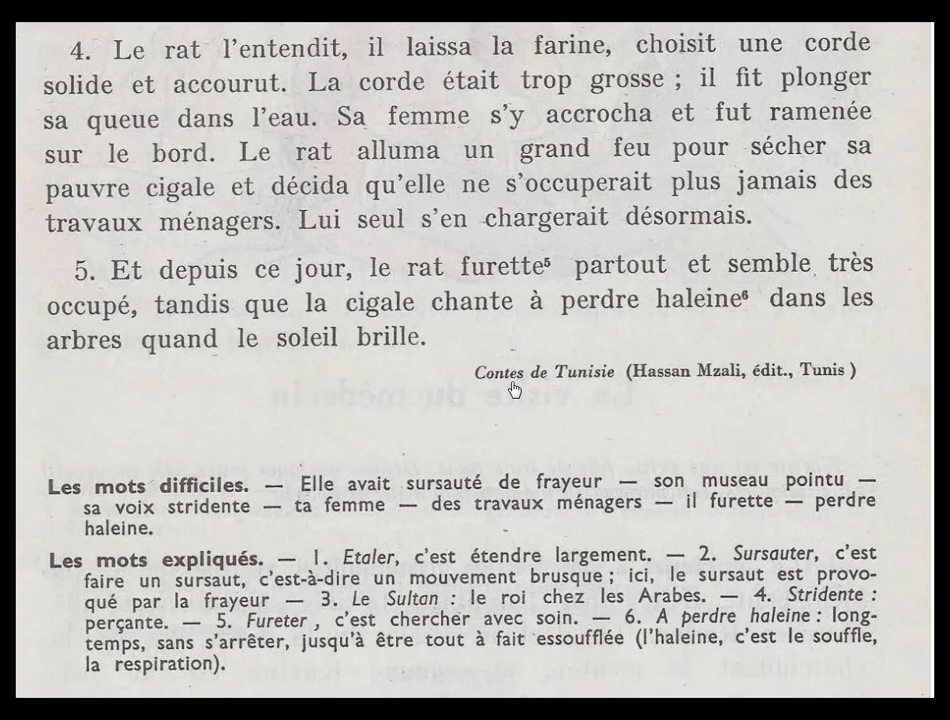 4. Le rat l'entendit, il laissa la farine, choisit une corde
solide et accourut. La corde était trop grosse ; il fit plonger
sa queue dans l'eau. Sa femme s'y accrocha et fut ramenée
sur le bord. Le rat alluma un grand feu pour sécher sa
pauvre cigale et décida qu'elle ne s'occuperait plus jamais des
travaux ménagers. Lui seul s'en chargerait désormais.
5. Et depuis ce jour, le rat furette⁵ partout et semble très
occupé, tandis que la cigale chante à perdre haleine⁶ dans les
arbres quand le soleil brille.
Contes de Tunisie (Hassan Mzali, édit., Tunis )
La visite du médecin
Les mots difficiles. — Elle avait sursauté de frayeur — son museau pointu —
sa voix stridente — ta femme — des travaux ménagers — il furette — perdre
haleine.
Les mots expliqués. — 1. Etaler, c'est étendre largement. — 2. Sursauter, c'est
faire un sursaut, c'est-à-dire un mouvement brusque ; ici, le sursaut est provo-
qué par la frayeur — 3. Le Sultan : le roi chez les Arabes. — 4. Stridente :
perçante. — 5. Fureter , c'est chercher avec soin. — 6. A perdre haleine : long-
temps, sans s'arrêter, jusqu'à être tout à fait essoufflée (l'haleine, c'est le souffle,
la respiration).